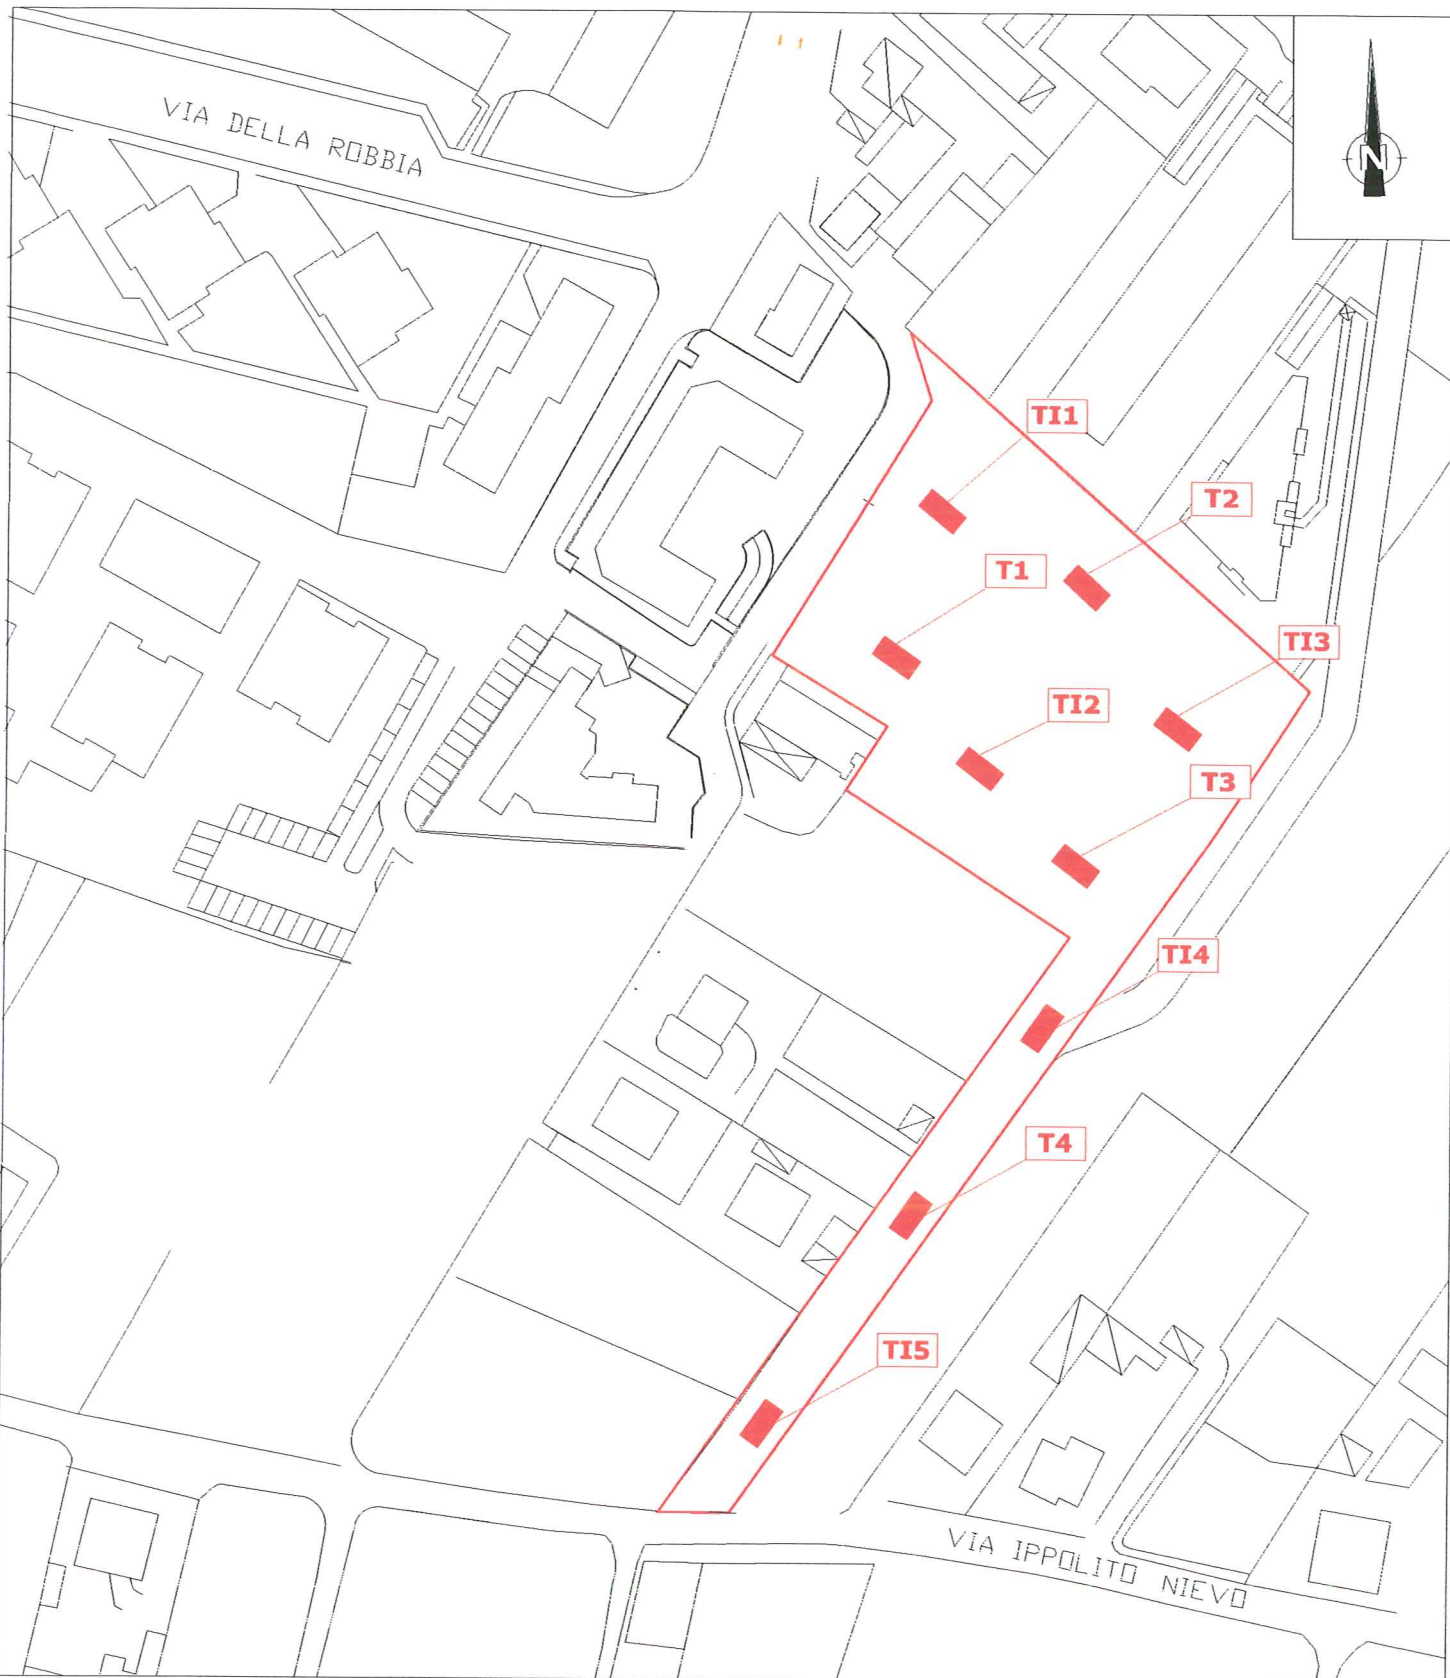 N
VIA DELLA ROBBIA
TI1
T2
T1
TI3
TI2
T3
TI4
T4
TI5
VIA IPPOLITO NIEVO